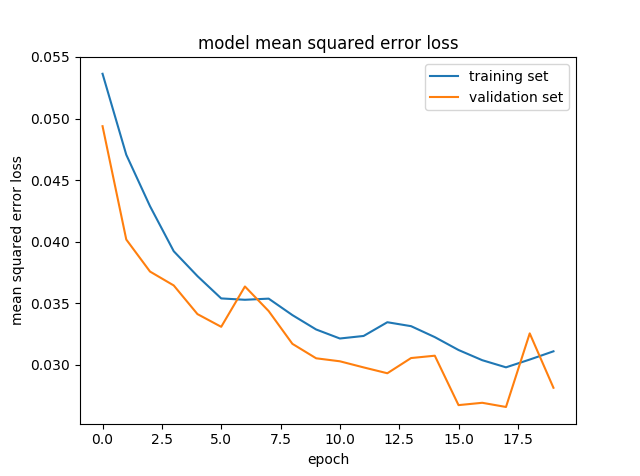 model mean squared error loss
training set
validation set
mean squared error loss
0.055
0.050
0.045
0.040
0.035
0.030
0.0 2.5 5.0 7.5 10.0 12.5 15.0 17.5
epoch